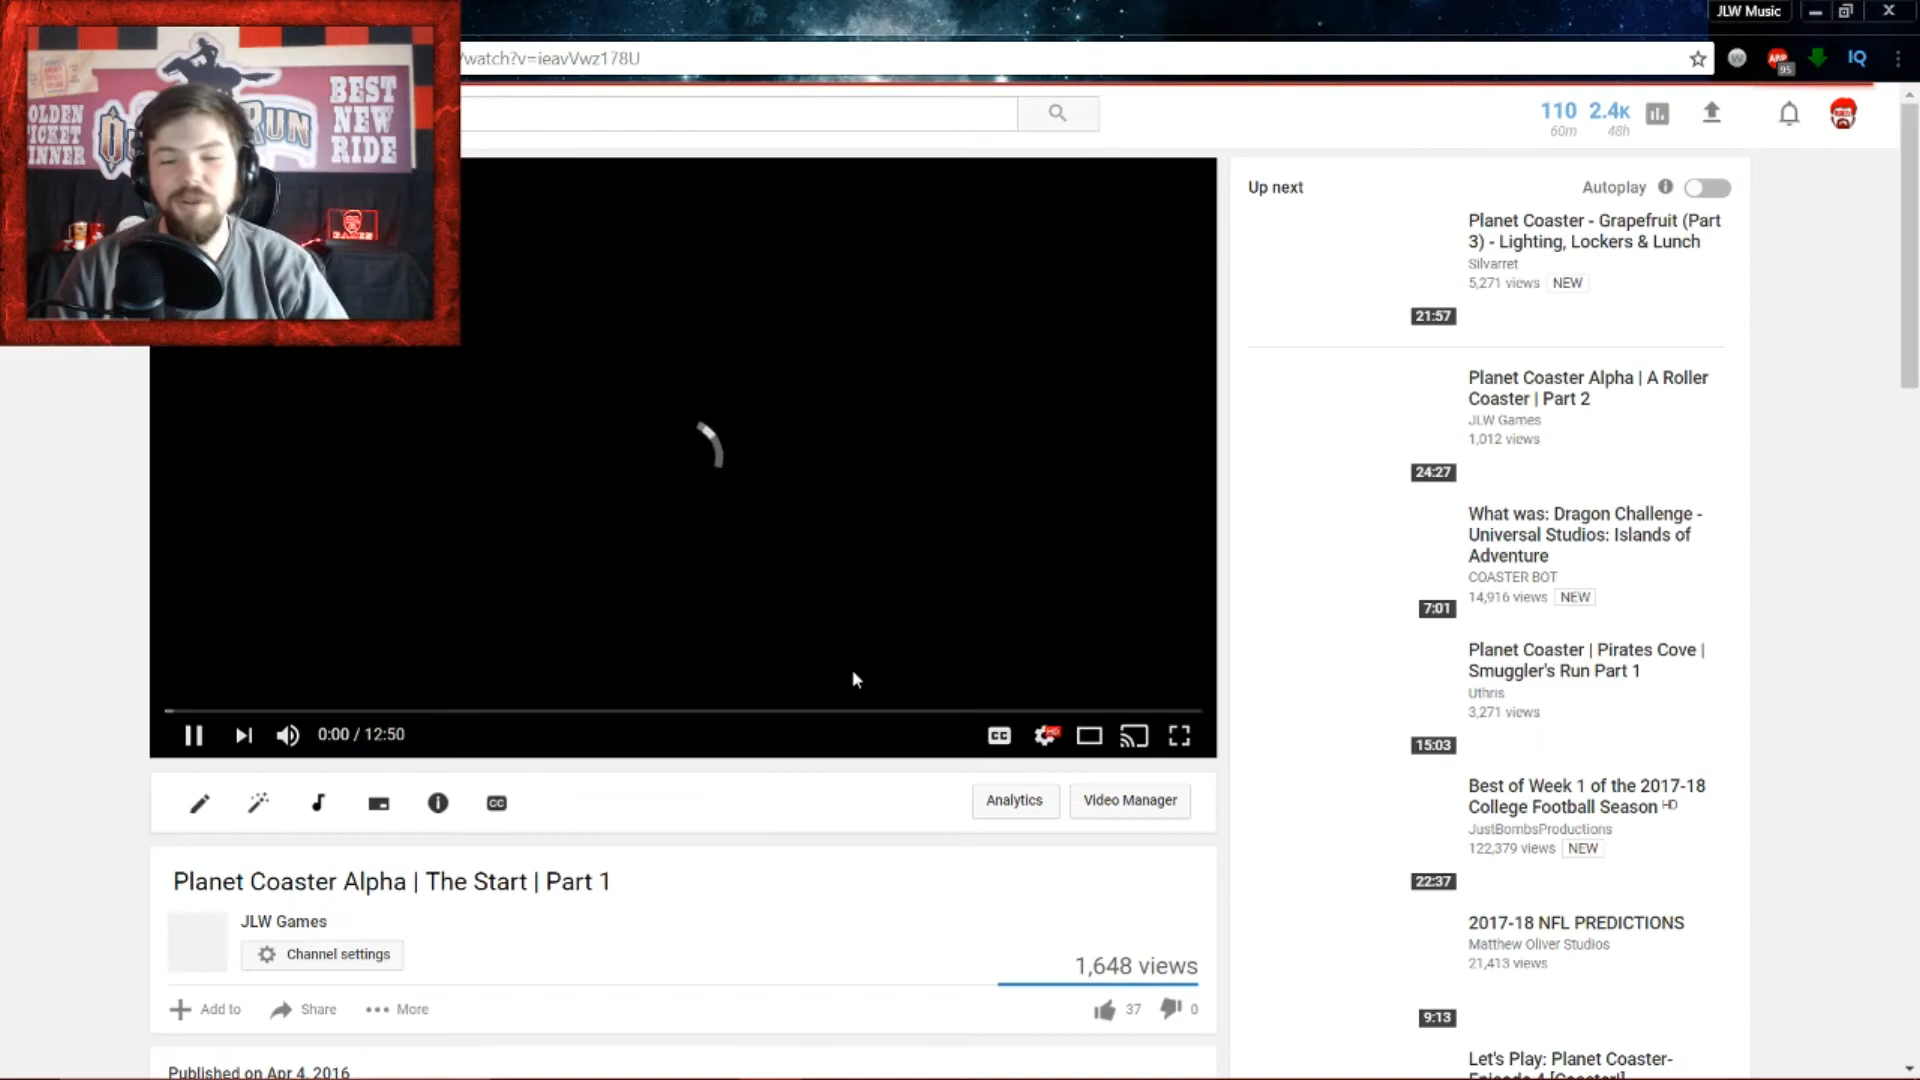 JLW Music
/watch?v=ieavVwz178U
95
IQ
BEST
NEW
RIDE
RUN
110 2.4K
60m 48h
Up next
Autoplay
Planet Coaster - Grapefruit (Part
3) - Lighting, Lockers & Lunch
Silvarret
5,271 views NEW
21:57
Planet Coaster Alpha | A Roller
Coaster | Part 2
JLW Games
1,012 views
24:27
What was: Dragon Challenge -
Universal Studios: Islands of
Adventure
COASTER BOT
14,916 views NEW
7:01
Planet Coaster | Pirates Cove |
Smuggler's Run Part 1
Uthris
3,271 views
15:03
Best of Week 1 of the 2017-18
College Football Season HD
JustBombsProductions
122,379 views NEW
22:37
2017-18 NFL PREDICTIONS
Matthew Oliver Studios
21,413 views
9:13
Let's Play: Planet Coaster-
0:00 / 12:50
CC
HD
CC
Analytics
Video Manager
Planet Coaster Alpha | The Start | Part 1
JLW Games
Channel settings
1,648 views
Add to Share More
37 0
Published on Apr 4, 2016